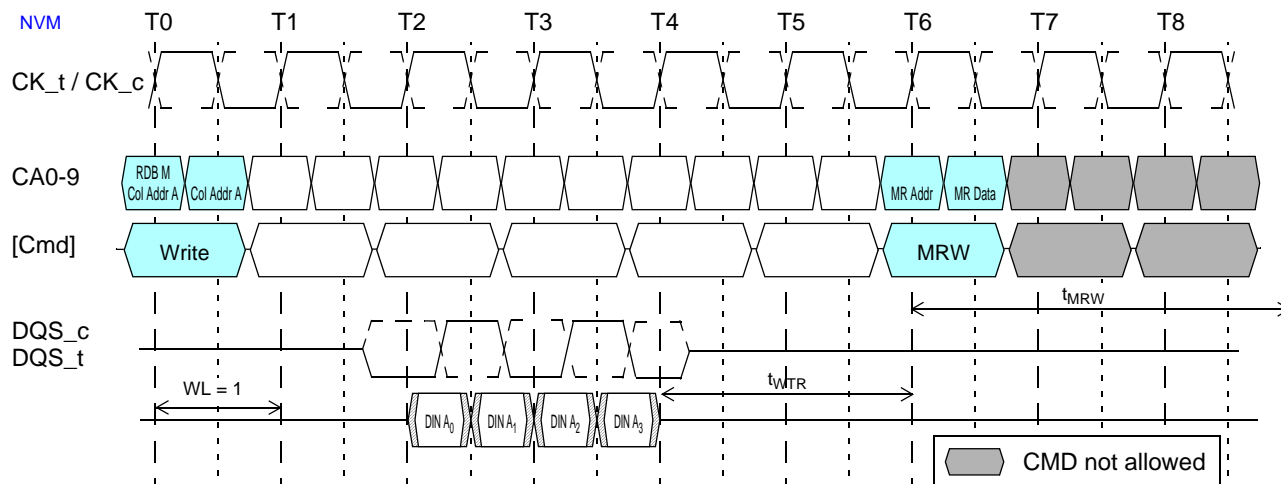 NVM T0 T1 T2 T3 T4 T5 T6 T7 T8
CK_t / CK_c
CA0-9
RDB M
Col Addr A
Col Addr A
MR Addr
MR Data
[Cmd]
Write
MRW
tMRW
DQS_c
DQS_t
WL = 1
tWTR
DIN A0
DIN A1
DIN A2
DIN A3
CMD not allowed